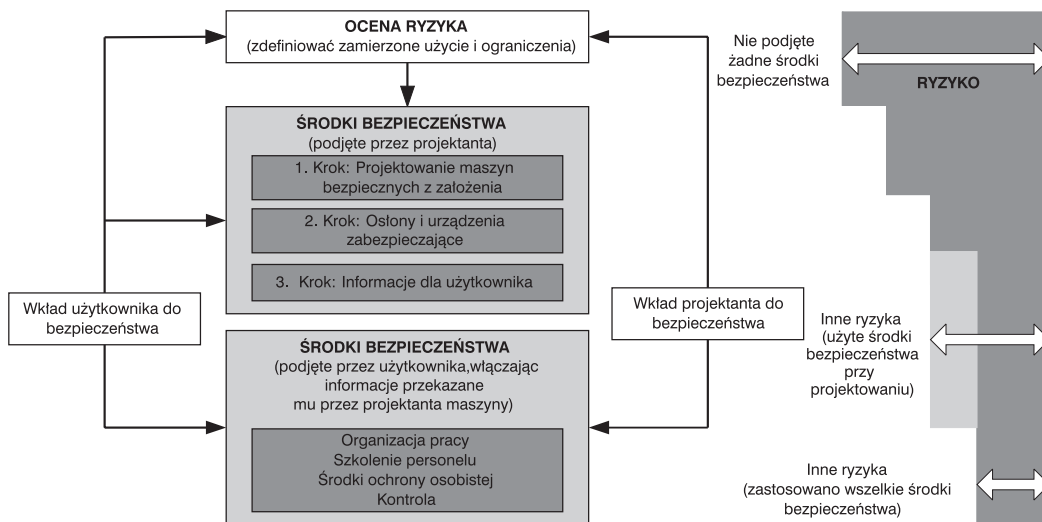 OCENA RYZYKA
(zdefiniować zamierzone użycie i ograniczenia)
ŚRODKI BEZPIECZEŃSTWA
(podjęte przez projektanta)
1. Krok: Projektowanie maszyn
bezpiecznych z założenia
2. Krok: Osłony i urządzenia
zabezpieczające
3. Krok: Informacje dla użytkownika
Wkład użytkownika do
bezpieczeństwa
Wkład projektanta do
bezpieczeństwa
ŚRODKI BEZPIECZEŃSTWA
(podjęte przez użytkownika,włączając
informacje przekazane
mu przez projektanta maszyny)
Organizacja pracy
Szkolenie personelu
Środki ochrony osobistej
Kontrola
Nie podjęte
żadne środki
bezpieczeństwa
RYZYKO
Inne ryzyka
(użyte środki
bezpieczeństwa
przy
projektowaniu)
Inne ryzyka
(zastosowano wszelkie środki
bezpieczeństwa)